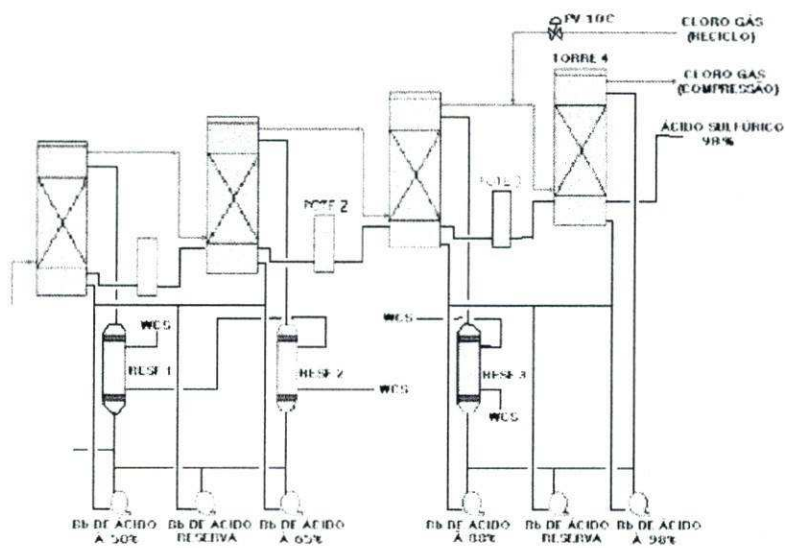 PV 10C
CLORO GÁS
(RECICLO)
TORRE 4
CLORO GÁS
(COMPRESSÃO)
ÁCIDO SULFÚRICO
98%
POTE 2
WCS
RESF 1
RESF 2
WCS
WCS
RESF 3
WCS
Bb DE ÁCIDO
À 50%
Bb DE ÁCIDO
RESERVA
Bb DE ÁCIDO
À 65%
Bb DE ÁCIDO
À 88%
Bb DE ÁCIDO
RESERVA
Bb DE ÁCIDO
À 98%